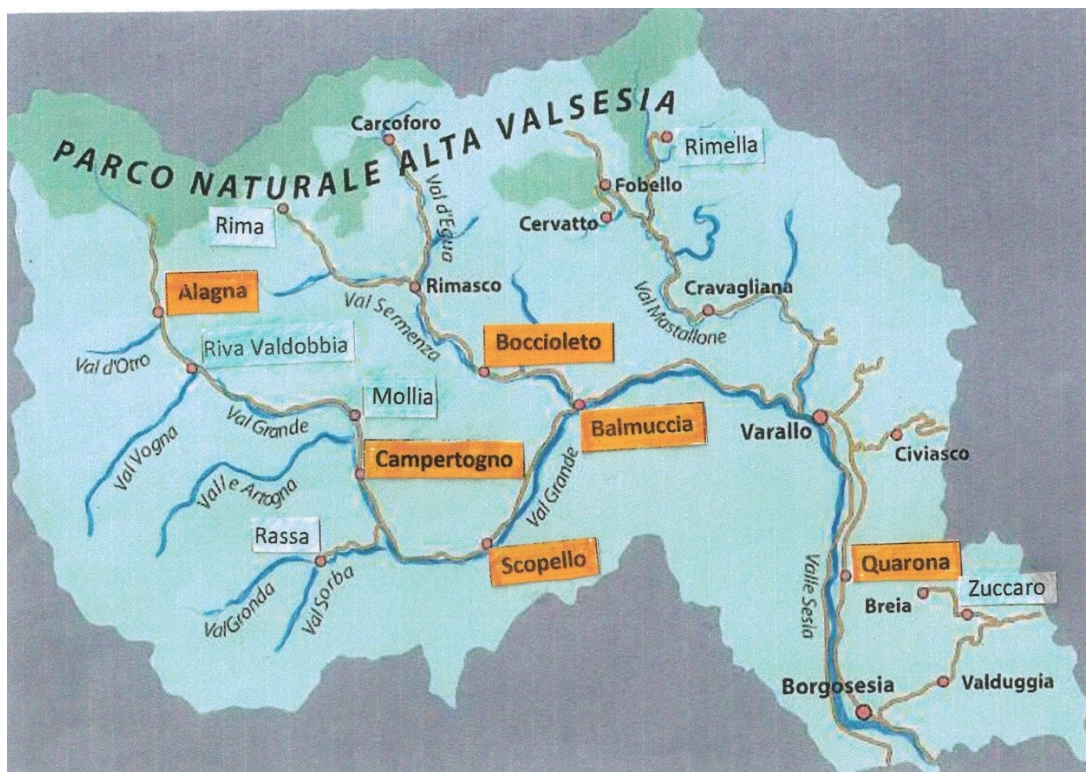 PARCO NATURALE ALTA VALSESIA
Carcoforo
Rimella
Val d'Egua
Fobello
Rima
Cervatto
Alagna
Rimasco
Cravagliana
Val Sermenza
Val Mastallone
Boccioleto
Val d'Otro
Riva Valdobbia
Mollia
Val Grande
Balmuccia
Varallo
Civiasco
Val Vogna
Campertogno
Valle Artogna
Val Grande
Rassa
Scopello
Quarona
Zuccaro
Breia
Val Gronda
Val Sorba
Valle Sesia
Borgosesia
Valduggia